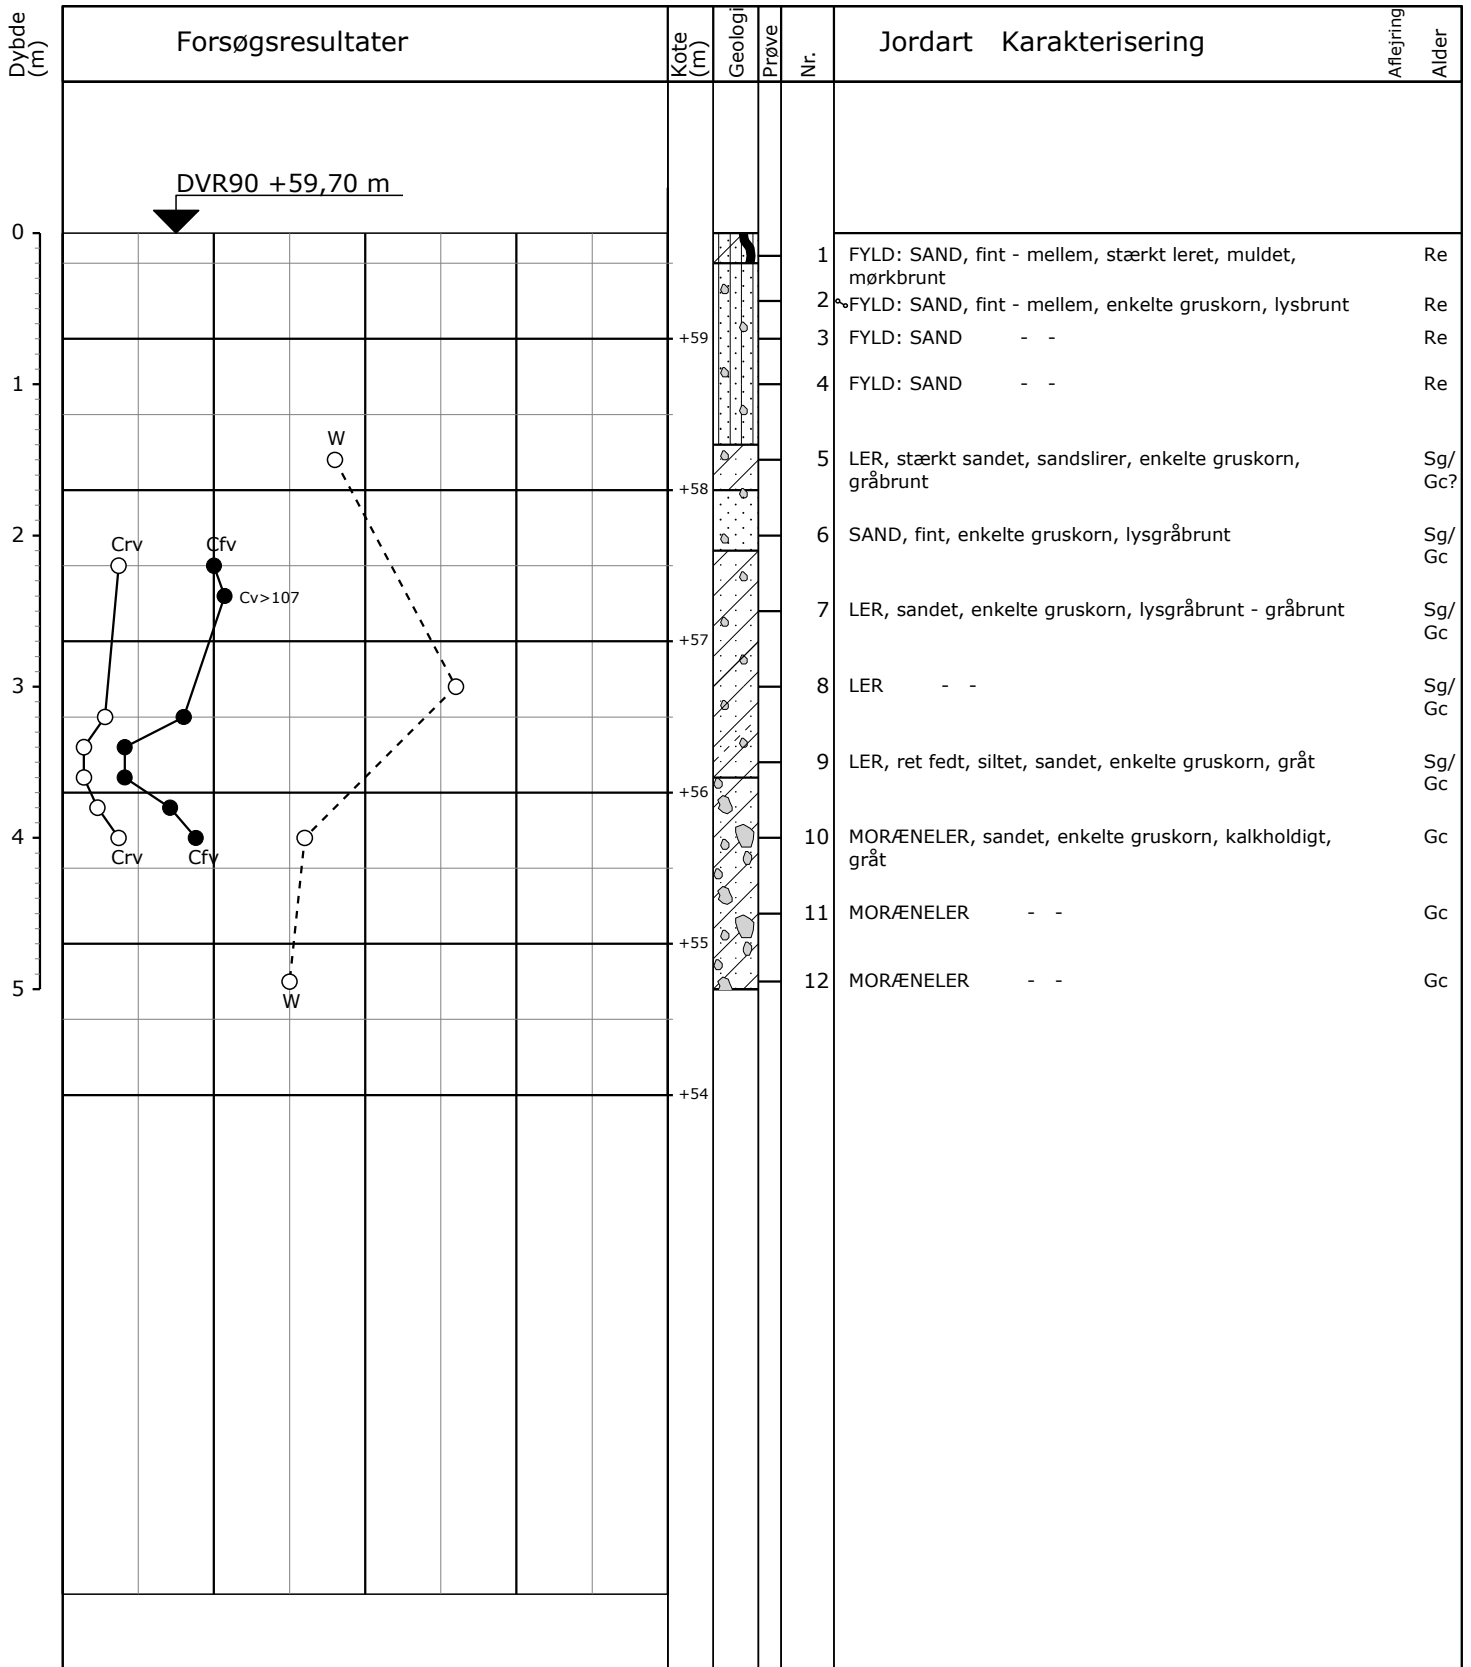 Dybde
(m)
Forsøgsresultater
Kote
(m)
Geologi
Prøve
Nr.
Jordart Karakterisering
Aflejring
Alder
DVR90 +59,70 m
0
1 FYLD: SAND, fint - mellem, stærkt leret, muldet, Re
mørkbrunt
2 FYLD: SAND, fint - mellem, enkelte gruskorn, lysbrunt Re
+59 3 FYLD: SAND - - Re
1 4 FYLD: SAND - - Re
W
5 LER, stærkt sandet, sandslirer, enkelte gruskorn, Sg/
gråbrunt Gc?
+58
2 6 SAND, fint, enkelte gruskorn, lysgråbrunt Sg/
Crv Cfv Gc
Cv>107
7 LER, sandet, enkelte gruskorn, lysgråbrunt - gråbrunt Sg/
Gc
+57
3 8 LER - - Sg/
Gc
9 LER, ret fedt, siltet, sandet, enkelte gruskorn, gråt Sg/
Gc
+56
4 10 MORÆNELER, sandet, enkelte gruskorn, kalkholdigt, Gc
gråt
Crv Cfv
11 MORÆNELER - - Gc
+55
5 12 MORÆNELER - - Gc
W
+54